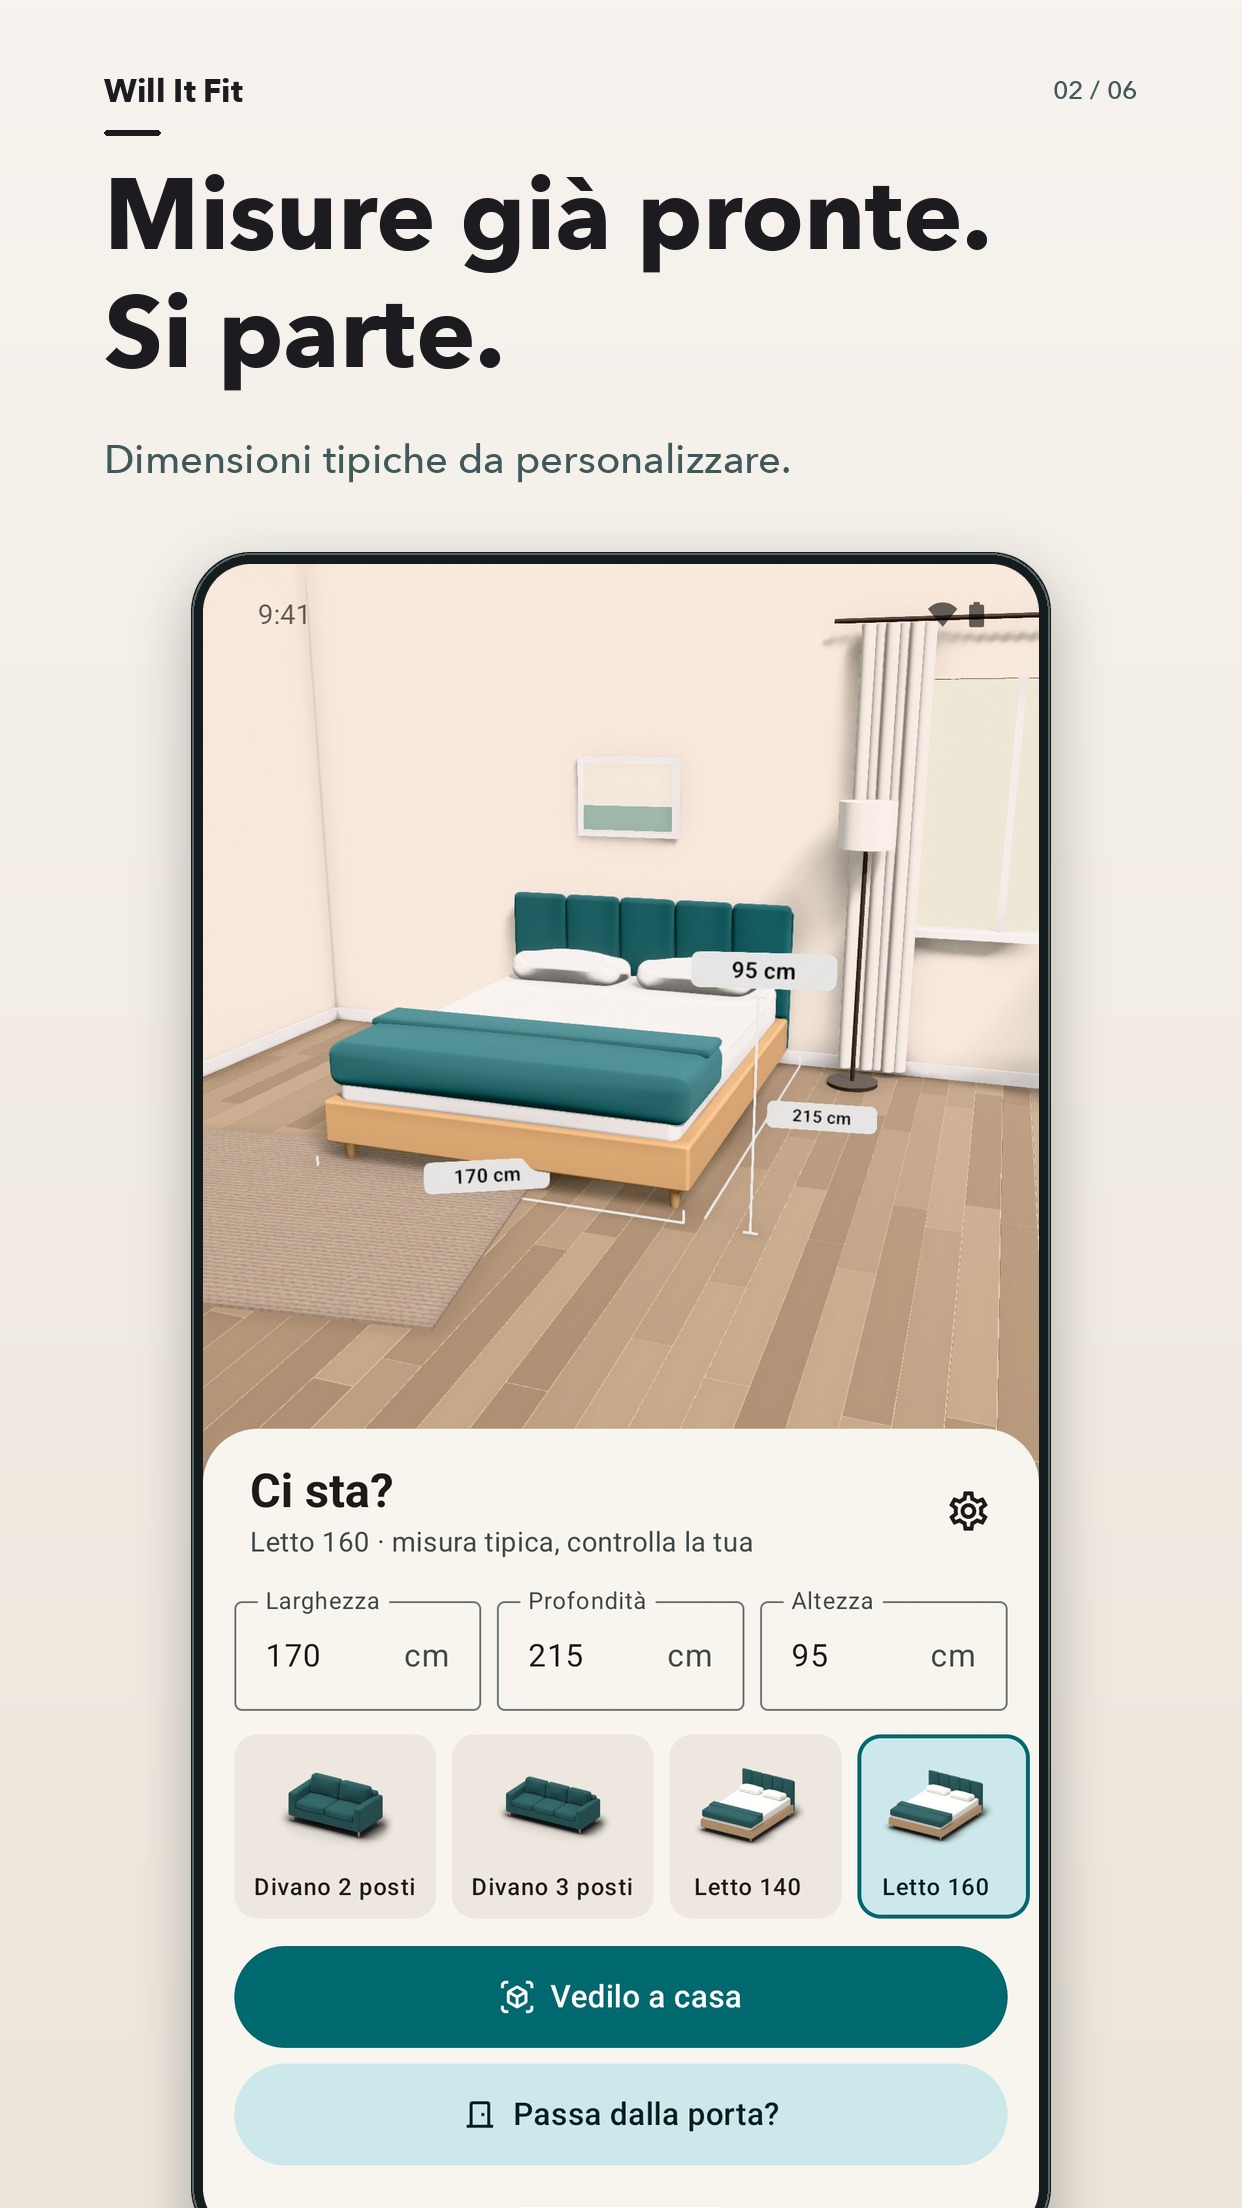 Will It Fit
02 / 06
Misure già pronte.
Si parte.
Dimensioni tipiche da personalizzare.
9:41
95 cm
215 cm
170 cm
Ci sta?
Letto 160 · misura tipica, controlla la tua
Larghezza
Profondità
Altezza
170 cm
215 cm
95 cm
Divano 2 posti
Divano 3 posti
Letto 140
Letto 160
Vedilo a casa
Passa dalla porta?